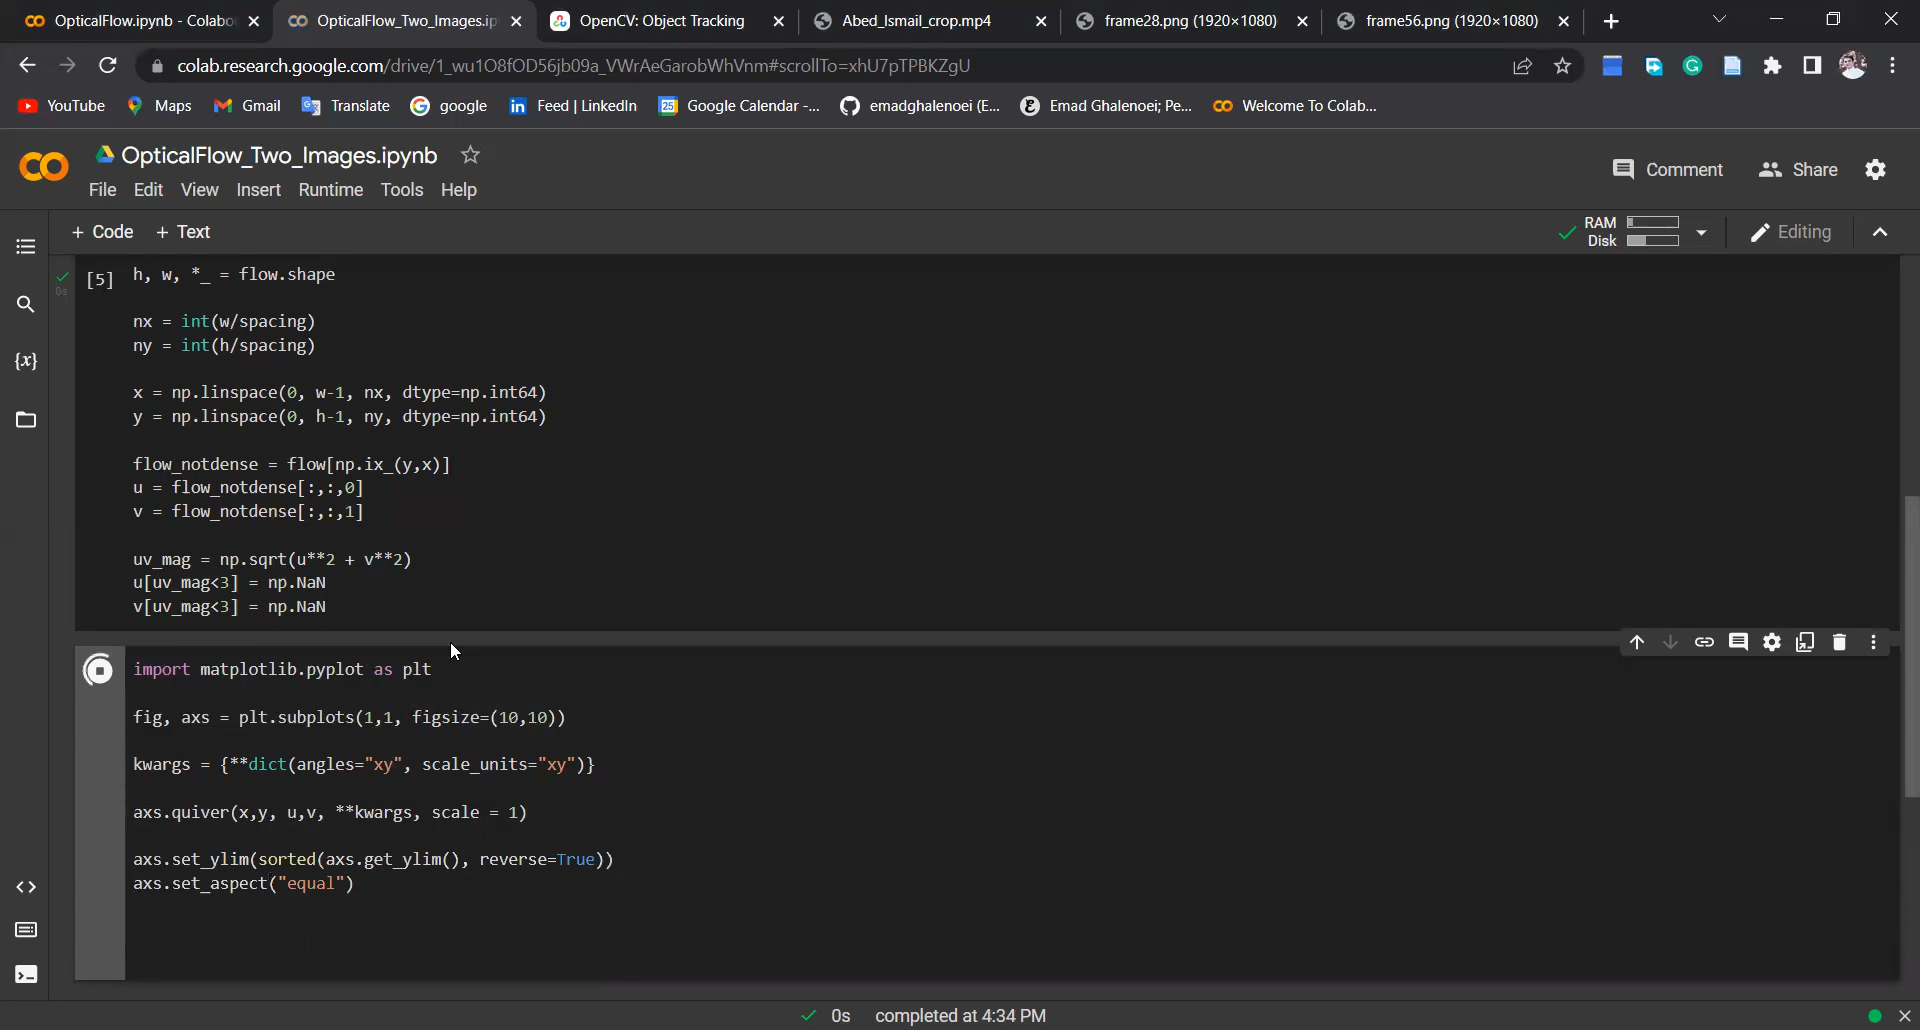 OpticalFlow.ipynb - Colabo
OpticalFlow_Two_Images.ip
OpenCV: Object Tracking
Abed_Ismail_crop.mp4
frame28.png (1920×1080)
frame56.png (1920×1080)
colab.research.google.com/drive/1_wu1O8fOD56jb09a_VWrAeGarobWhVnm#scrollTo=xhU7pTPBKZgU
YouTube
Maps
Gmail
Translate
google
Feed | LinkedIn
Google Calendar -...
emadghalenoei (E...
Emad Ghalenoei; Pe...
Welcome To Colab...
OpticalFlow_Two_Images.ipynb
File Edit View Insert Runtime Tools Help
Comment
Share
+ Code + Text
RAM
Disk
Editing
[5]
0s
h, w, *_ = flow.shape
nx = int(w/spacing)
ny = int(h/spacing)
x = np.linspace(0, w-1, nx, dtype=np.int64)
y = np.linspace(0, h-1, ny, dtype=np.int64)
flow_notdense = flow[np.ix_(y,x)]
u = flow_notdense[:,:,0]
v = flow_notdense[:,:,1]
uv_mag = np.sqrt(u**2 + v**2)
u[uv_mag<3] = np.NaN
v[uv_mag<3] = np.NaN
import matplotlib.pyplot as plt
fig, axs = plt.subplots(1,1, figsize=(10,10))
kwargs = {**dict(angles="xy", scale_units="xy")}
axs.quiver(x,y, u,v, **kwargs, scale = 1)
axs.set_ylim(sorted(axs.get_ylim(), reverse=True))
axs.set_aspect("equal")
0s completed at 4:34 PM